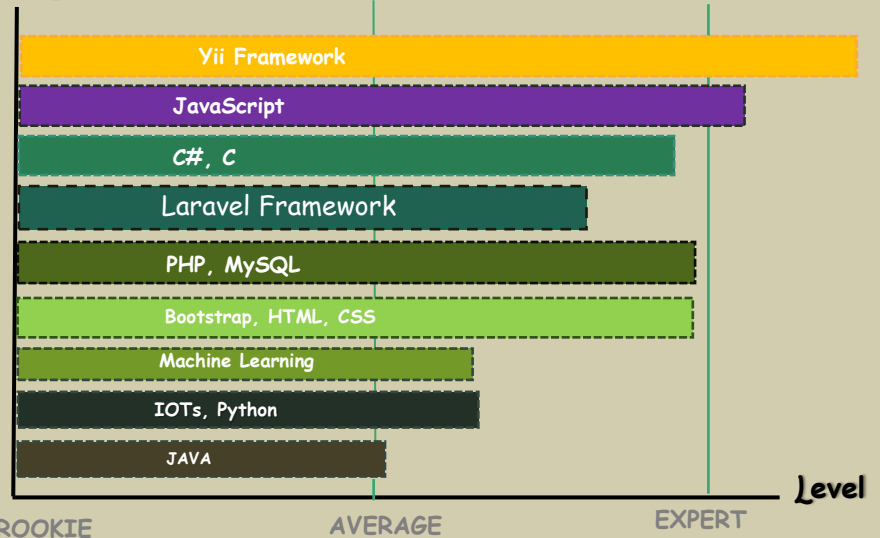 Yii Framework
JavaScript
C#, C
Laravel Framework
PHP, MySQL
Bootstrap, HTML, CSS
Machine Learning
IOTs, Python
JAVA
Level
ROOKIE AVERAGE EXPERT